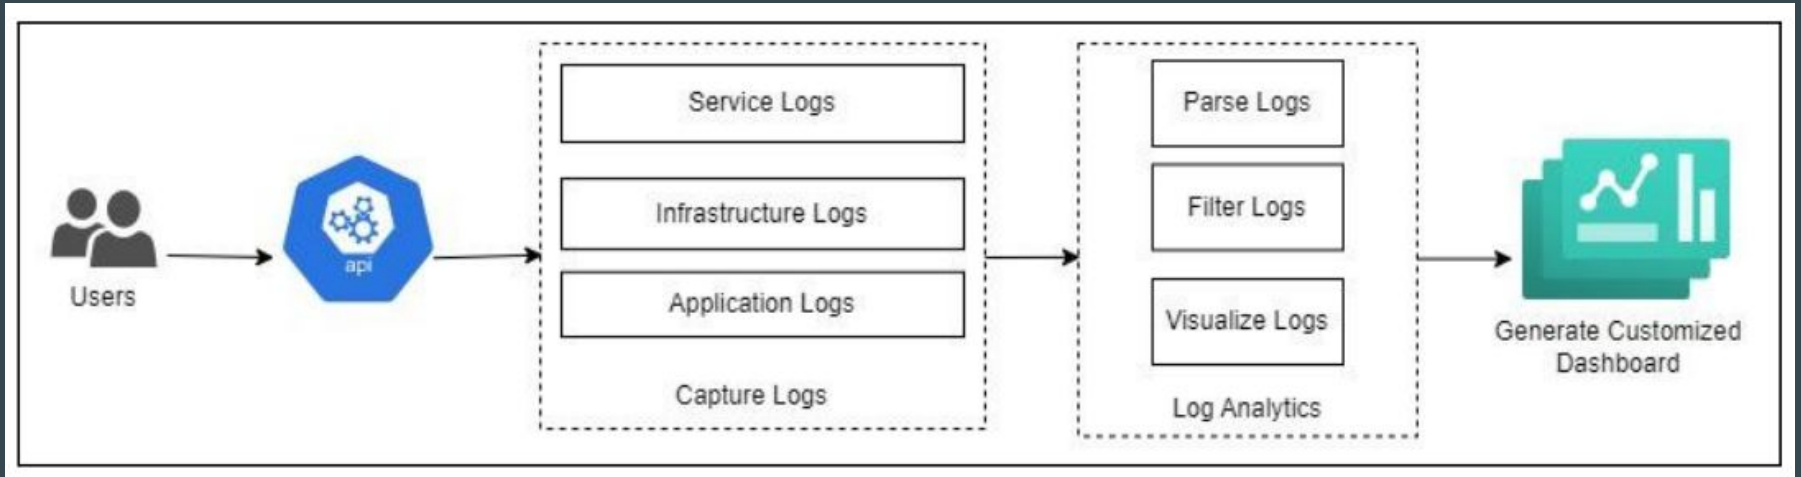 Users
api
Service Logs
Infrastructure Logs
Application Logs
Capture Logs
Parse Logs
Filter Logs
Visualize Logs
Log Analytics
Generate Customized
Dashboard